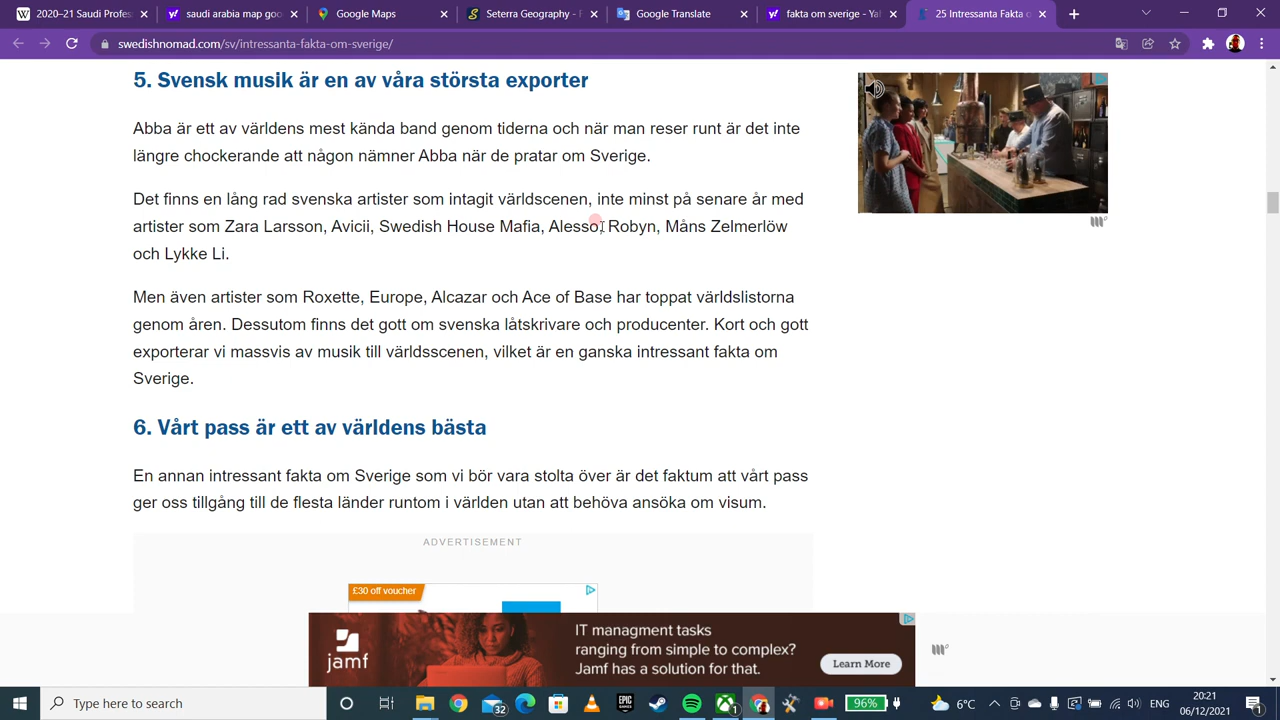 2020–21 Saudi Profes
saudi arabia map goo
Google Maps
Seterra Geography - F
Google Translate
fakta om sverige - Ya
25 Intressanta Fakta o
swedishnomad.com/sv/intressanta-fakta-om-sverige/
5. Svensk musik är en av våra största exporter
Abba är ett av världens mest kända band genom tiderna och när man reser runt är det inte
längre chockerande att någon nämner Abba när de pratar om Sverige.
Det finns en lång rad svenska artister som intagit världscenen, inte minst på senare år med
artister som Zara Larsson, Avicii, Swedish House Mafia, Alesso, Robyn, Måns Zelmerlöw
och Lykke Li.
Men även artister som Roxette, Europe, Alcazar och Ace of Base har toppat världslistorna
genom åren. Dessutom finns det gott om svenska låtskrivare och producenter. Kort och gott
exporterar vi massvis av musik till världsscenen, vilket är en ganska intressant fakta om
Sverige.
6. Vårt pass är ett av världens bästa
En annan intressant fakta om Sverige som vi bör vara stolta över är det faktum att vårt pass
ger oss tillgång till de flesta länder runtom i världen utan att behöva ansöka om visum.
ADVERTISEMENT
£30 off voucher
jamf
IT managment tasks
ranging from simple to complex?
Jamf has a solution for that.
Learn More
Type here to search
32
EPIC
GAMES
1
96%
6°C
ENG
20:21
06/12/2021
1